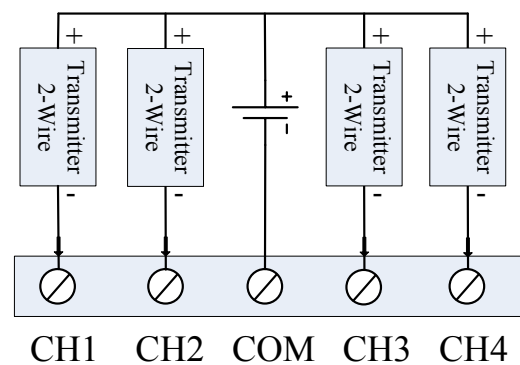 + + + +
Transmitter 2-Wire
Transmitter 2-Wire
+
-
Transmitter 2-Wire
Transmitter 2-Wire
- - - -
CH1 CH2 COM CH3 CH4